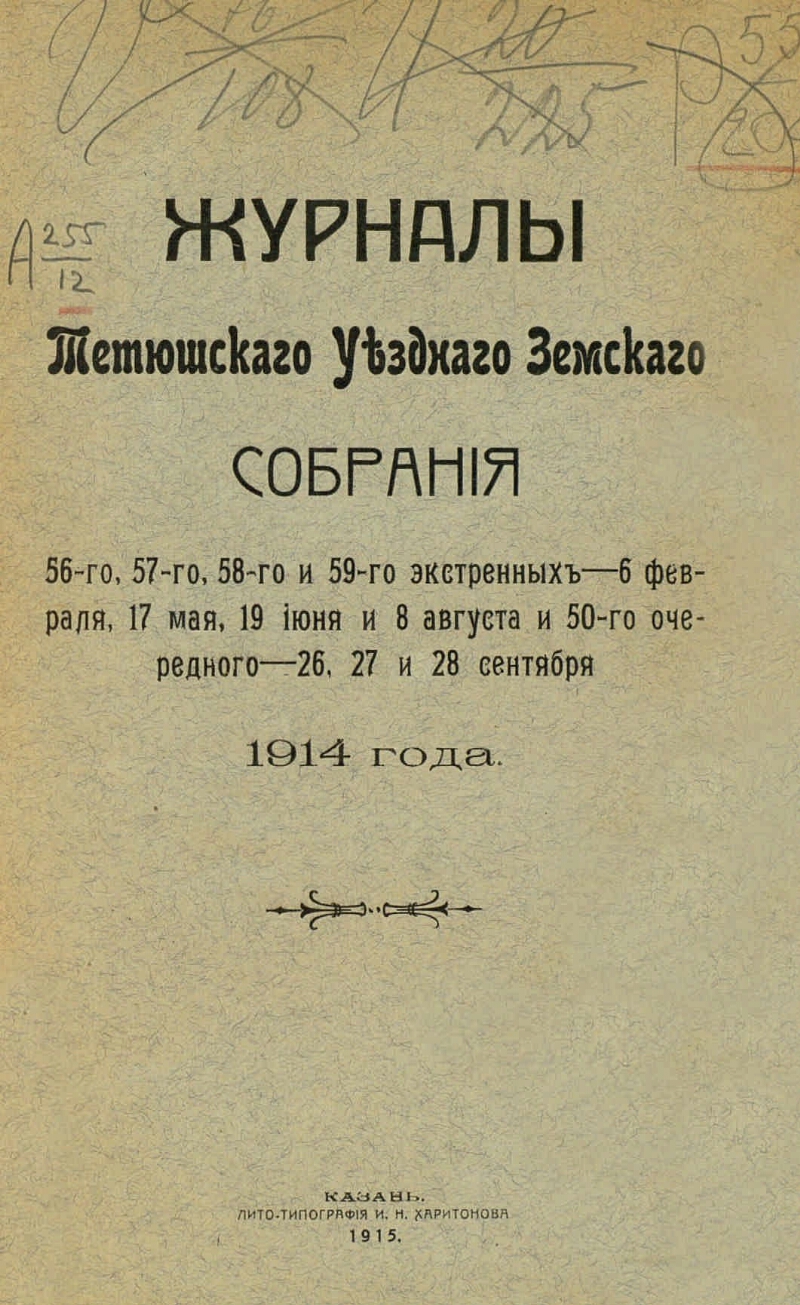 А 255
12
ЖУРНАЛЫ
Тетюшскаго Уѣзднаго Земскаго
СОБРАНІЯ
56-го, 57-го, 58-го и 59-го экстренныхъ—6 фев-
раля, 17 мая, 19 іюня и 8 августа и 50-го оче-
редного—26, 27 и 28 сентября
1914 года.
КАЗАНЬ.
ЛИТО-ТИПОГРАФІЯ И. Н. ХАРИТОНОВА
1915.